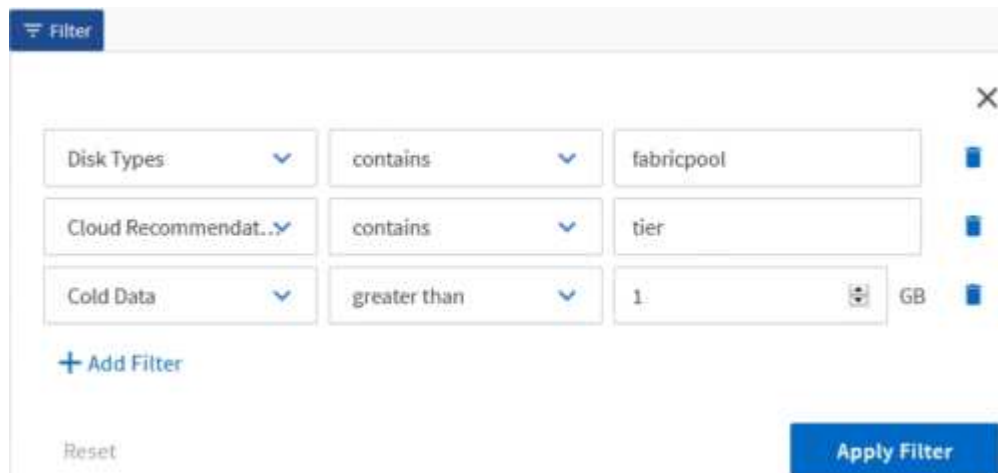 Filter
Disk Types contains fabricpool
Cloud Recommendat... contains tier
Cold Data greater than 1 GB
+ Add Filter
Reset Apply Filter